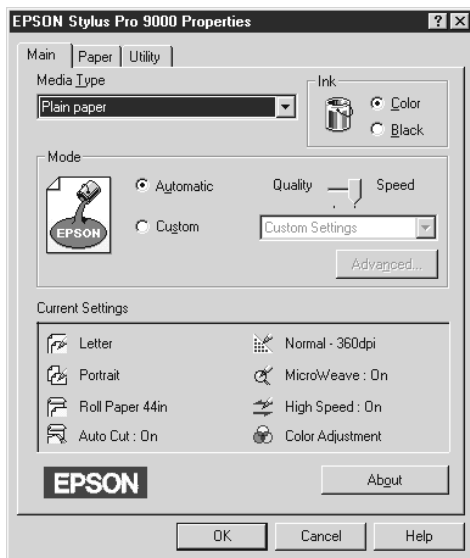 EPSON Stylus Pro 9000 Properties ? ×
Main Paper Utility
Media Type
Plain paper
Ink
Color
Black
Mode
EPSON
Automatic
Custom
Quality Speed
Custom Settings
Advanced...
Current Settings
Letter
Portrait
Roll Paper 44in
Auto Cut : On
Normal - 360dpi
MicroWeave : On
High Speed : On
Color Adjustment
EPSON
About
OK Cancel Help